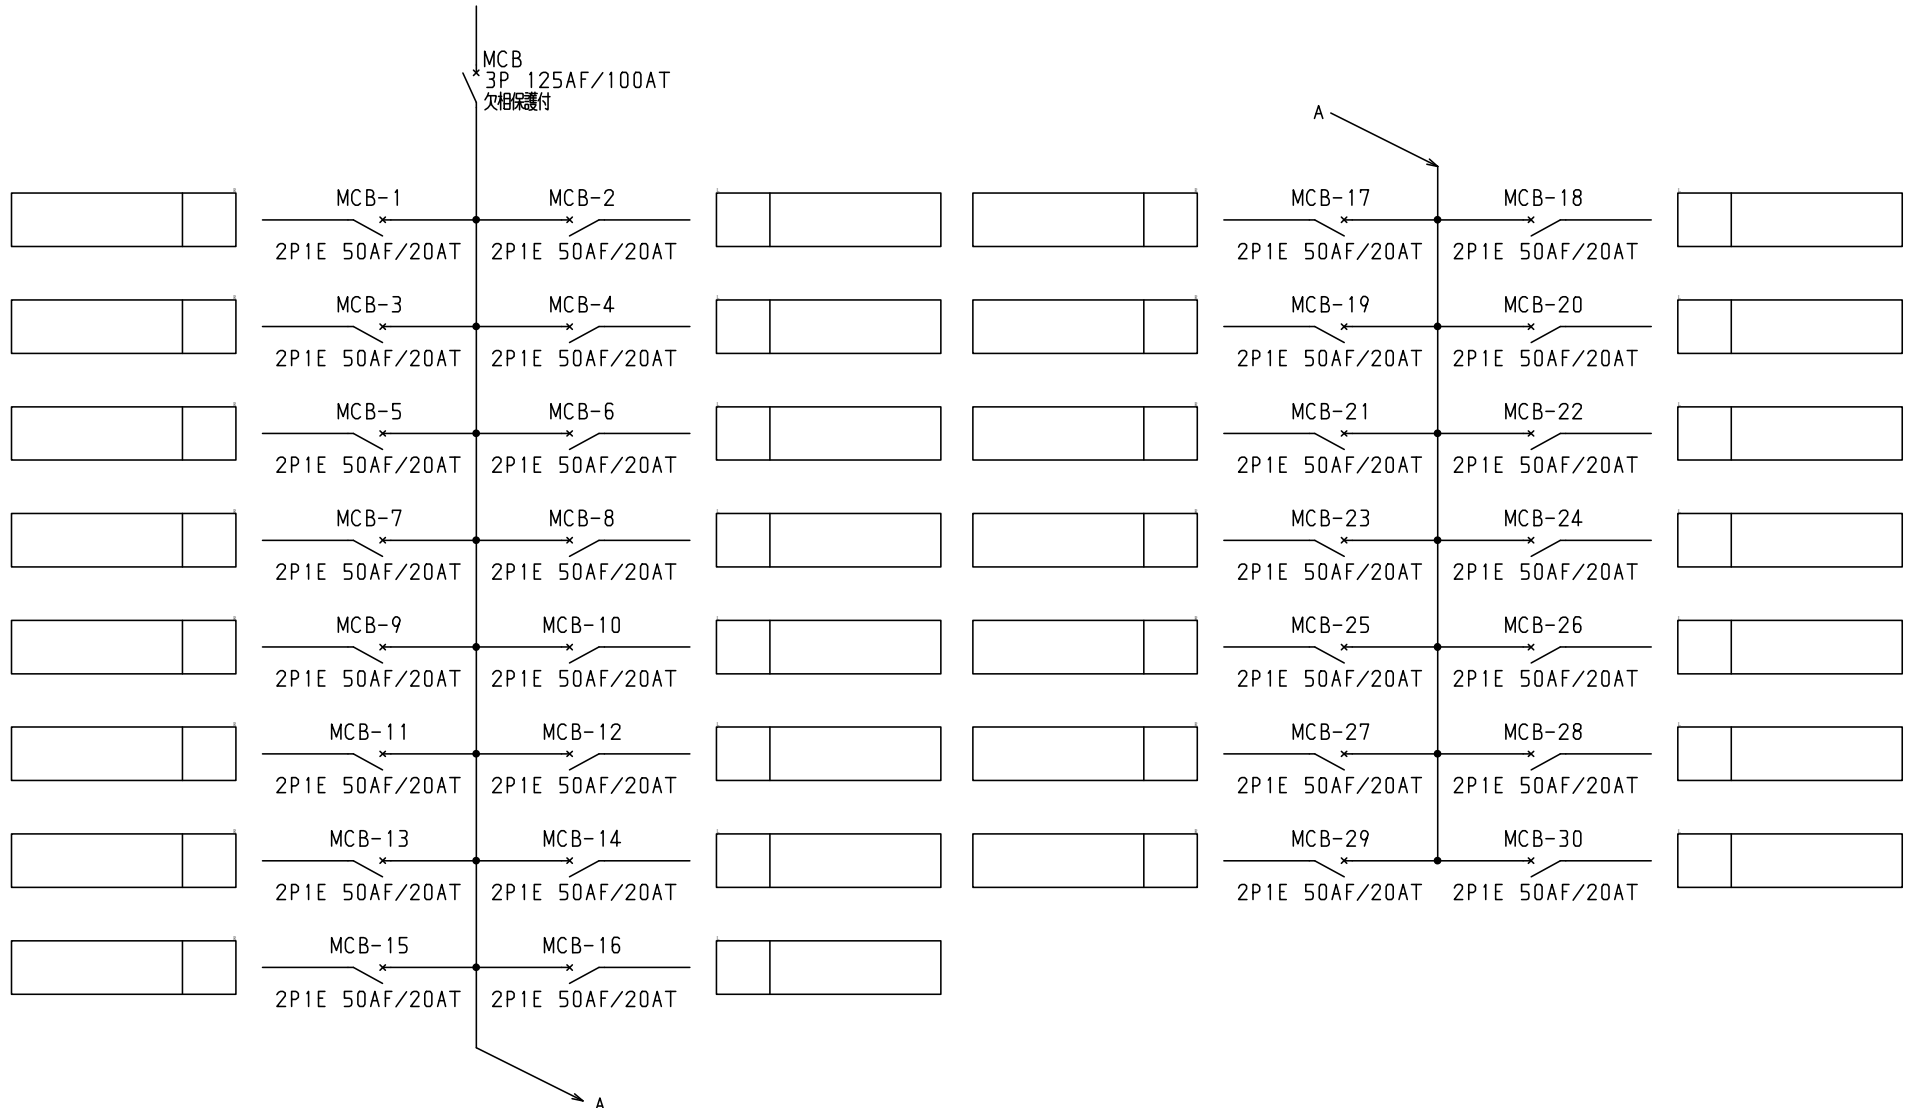 MCB
3P 125AF/100AT
欠相保護付
MCB-1 MCB-2
2P1E 50AF/20AT 2P1E 50AF/20AT
MCB-3 MCB-4
2P1E 50AF/20AT 2P1E 50AF/20AT
MCB-5 MCB-6
2P1E 50AF/20AT 2P1E 50AF/20AT
MCB-7 MCB-8
2P1E 50AF/20AT 2P1E 50AF/20AT
MCB-9 MCB-10
2P1E 50AF/20AT 2P1E 50AF/20AT
MCB-11 MCB-12
2P1E 50AF/20AT 2P1E 50AF/20AT
MCB-13 MCB-14
2P1E 50AF/20AT 2P1E 50AF/20AT
MCB-15 MCB-16
2P1E 50AF/20AT 2P1E 50AF/20AT
A
A
MCB-17 MCB-18
2P1E 50AF/20AT 2P1E 50AF/20AT
MCB-19 MCB-20
2P1E 50AF/20AT 2P1E 50AF/20AT
MCB-21 MCB-22
2P1E 50AF/20AT 2P1E 50AF/20AT
MCB-23 MCB-24
2P1E 50AF/20AT 2P1E 50AF/20AT
MCB-25 MCB-26
2P1E 50AF/20AT 2P1E 50AF/20AT
MCB-27 MCB-28
2P1E 50AF/20AT 2P1E 50AF/20AT
MCB-29 MCB-30
2P1E 50AF/20AT 2P1E 50AF/20AT